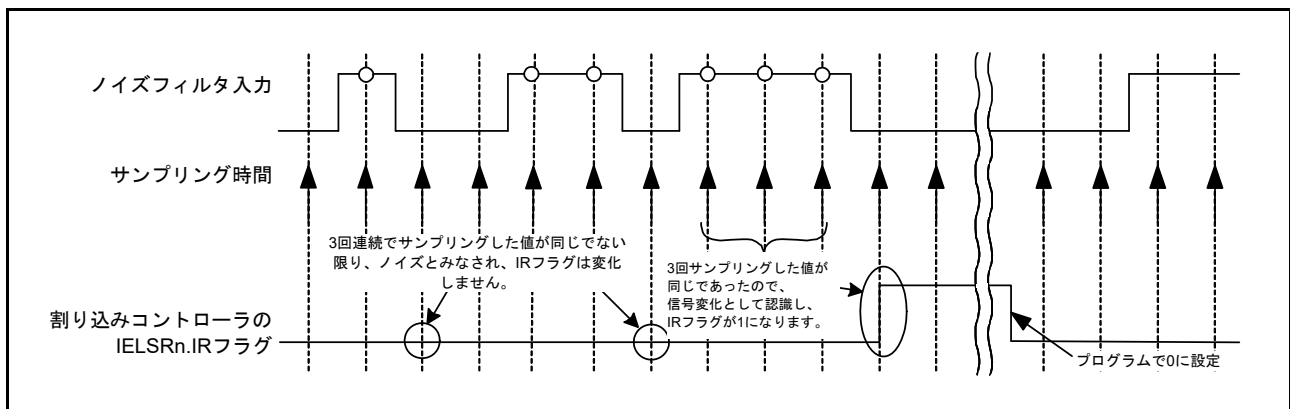 ノイズフィルタ入力
サンプリング時間
3回連続でサンプリングした値が同じでない
限り、ノイズとみなされ、IRフラグは変化
しません。
3回サンプリングした値が
同じであったので、
信号変化として認識し、
IRフラグが1になります。
割り込みコントローラの
IELSRn.IRフラグ
プログラムで0に設定